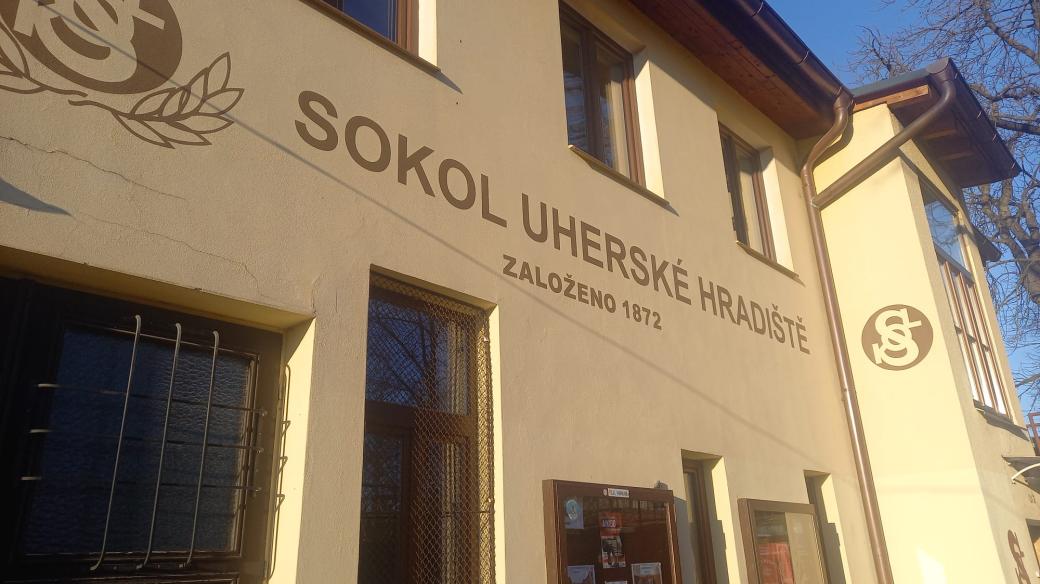 SOKOL UHERSKÉ HRADIŠTĚ
ZALOŽENO 1872